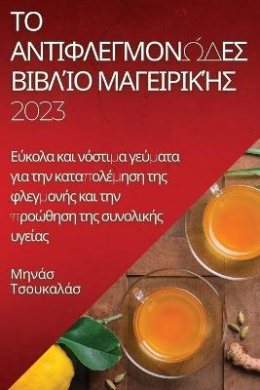 ΤΟ
ΑΝΤΙΦΛΕΓΜΟΝΏΔΕΣ
ΒΙΒΛΊΟ ΜΑΓΕΙΡΙΚΉΣ
2023
Εύκολα και νόστιμα γεύματα
για την καταπολέμηση της
φλεγμονής και την
προώθηση της συνολικής
υγείας
Μηνάσ
Τσουκαλάσ